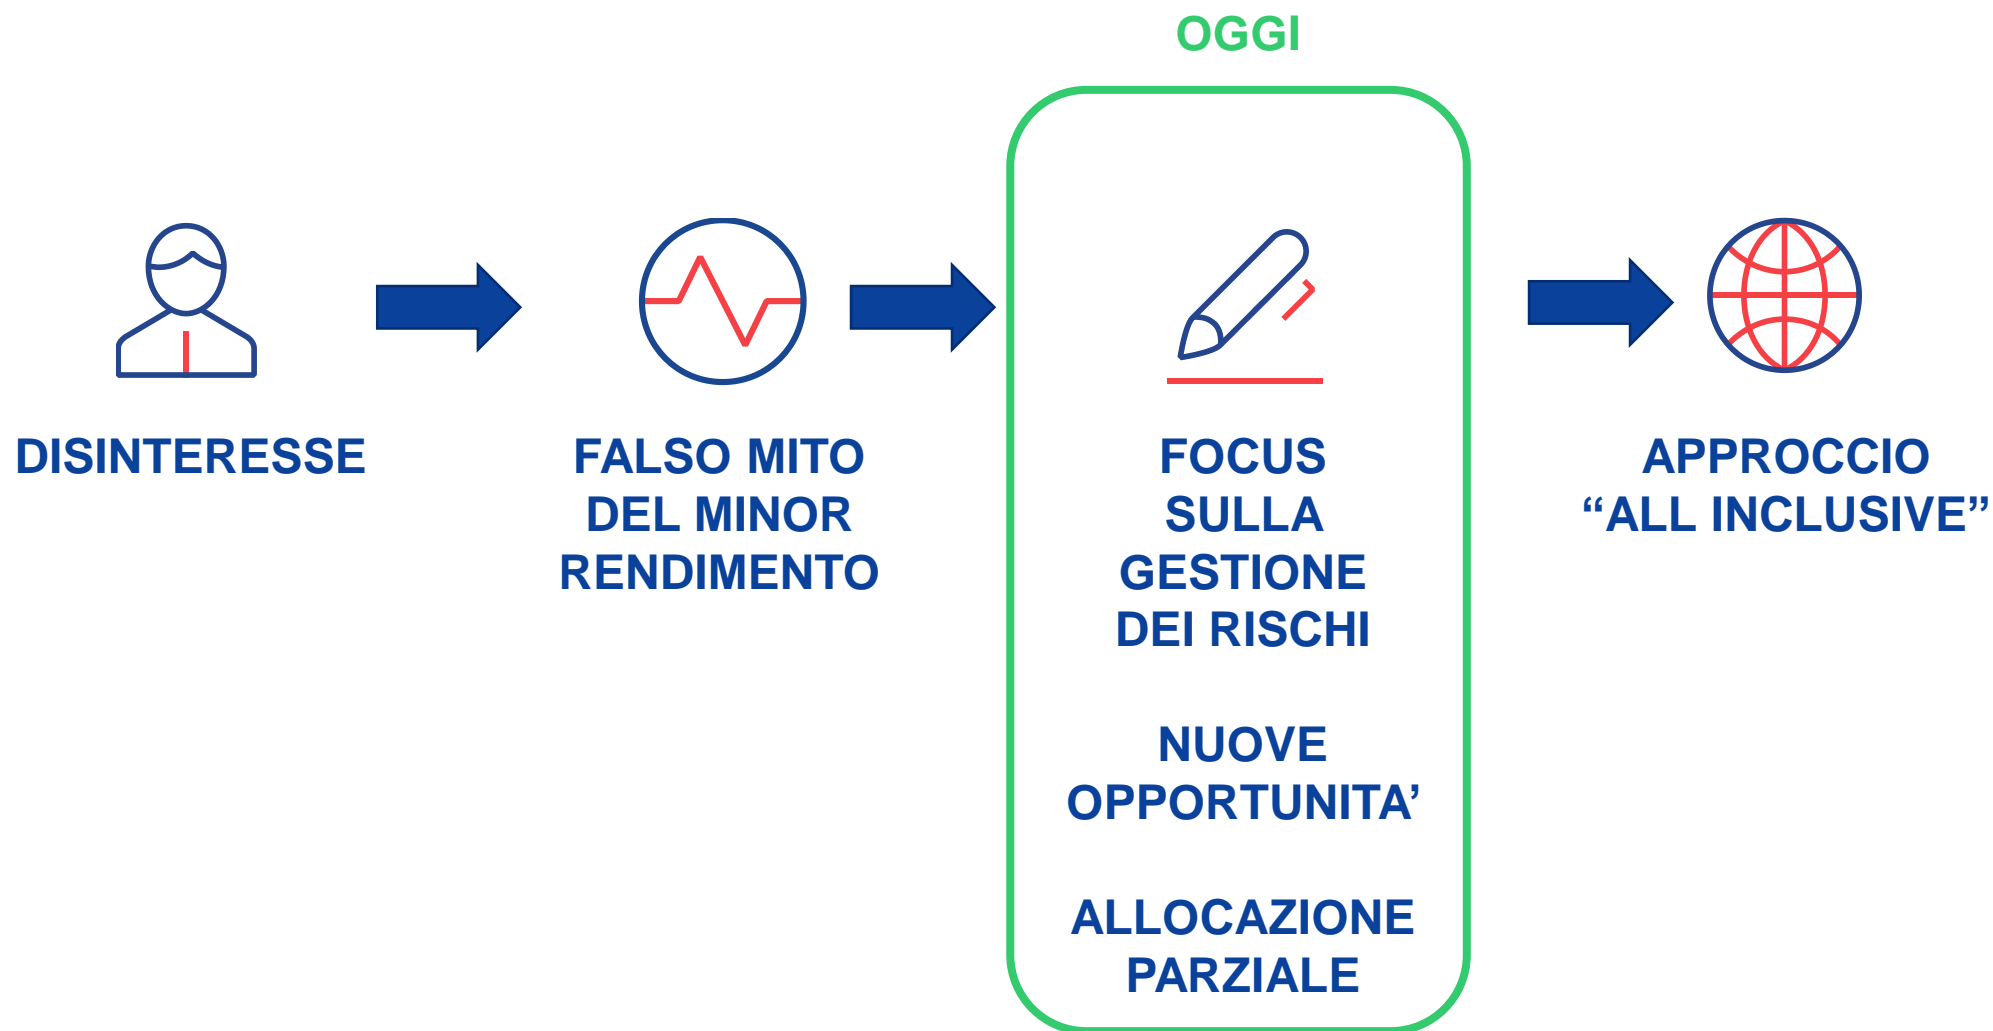 OGGI
DISINTERESSE
FALSO MITO
DEL MINOR
RENDIMENTO
FOCUS
SULLA
GESTIONE
DEI RISCHI
NUOVE
OPPORTUNITA’
ALLOCAZIONE
PARZIALE
APPROCCIO
“ALL INCLUSIVE”